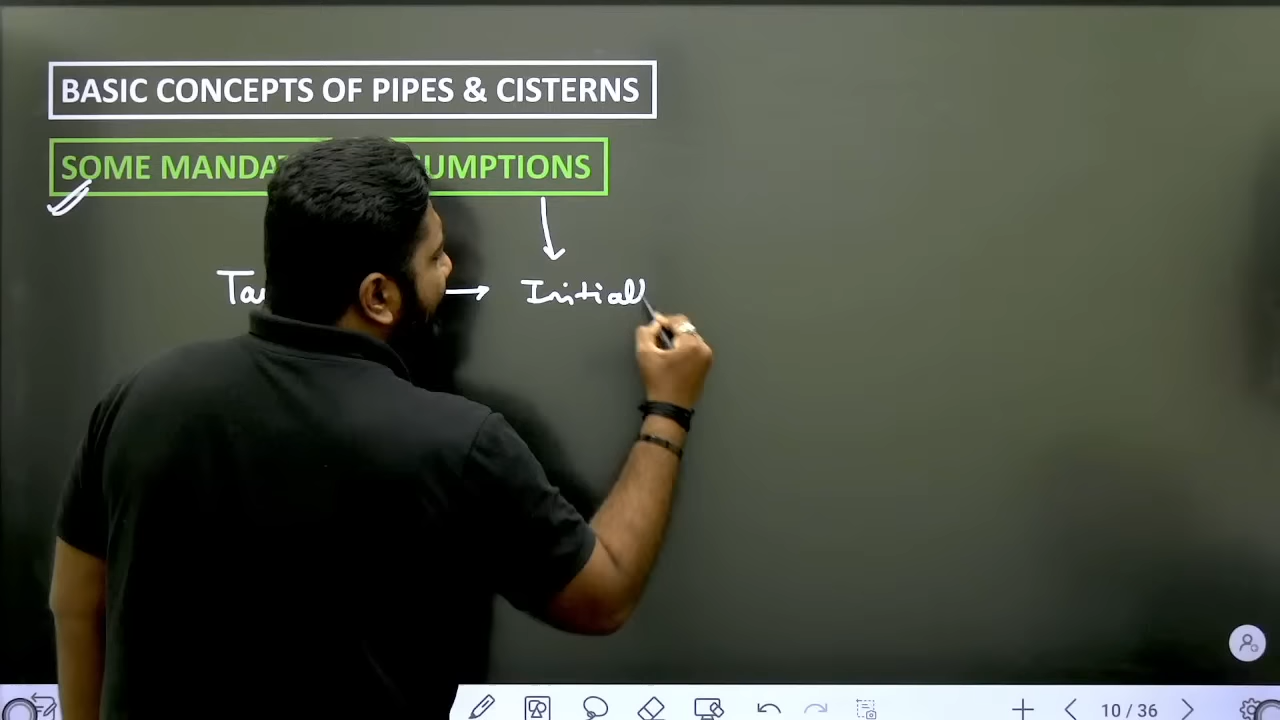 BASIC CONCEPTS OF PIPES & CISTERNS
SOME MANDA UMPTIONS
Ta → Initiall
10 / 36